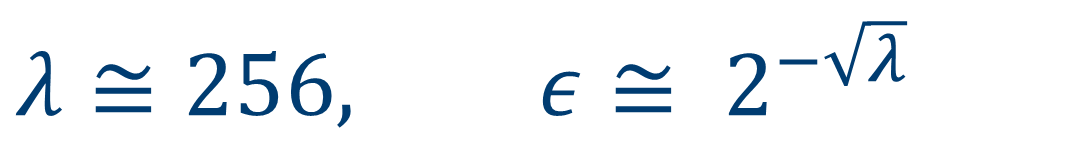 λ ≅ 256, ϵ ≅ 2^{-√λ}